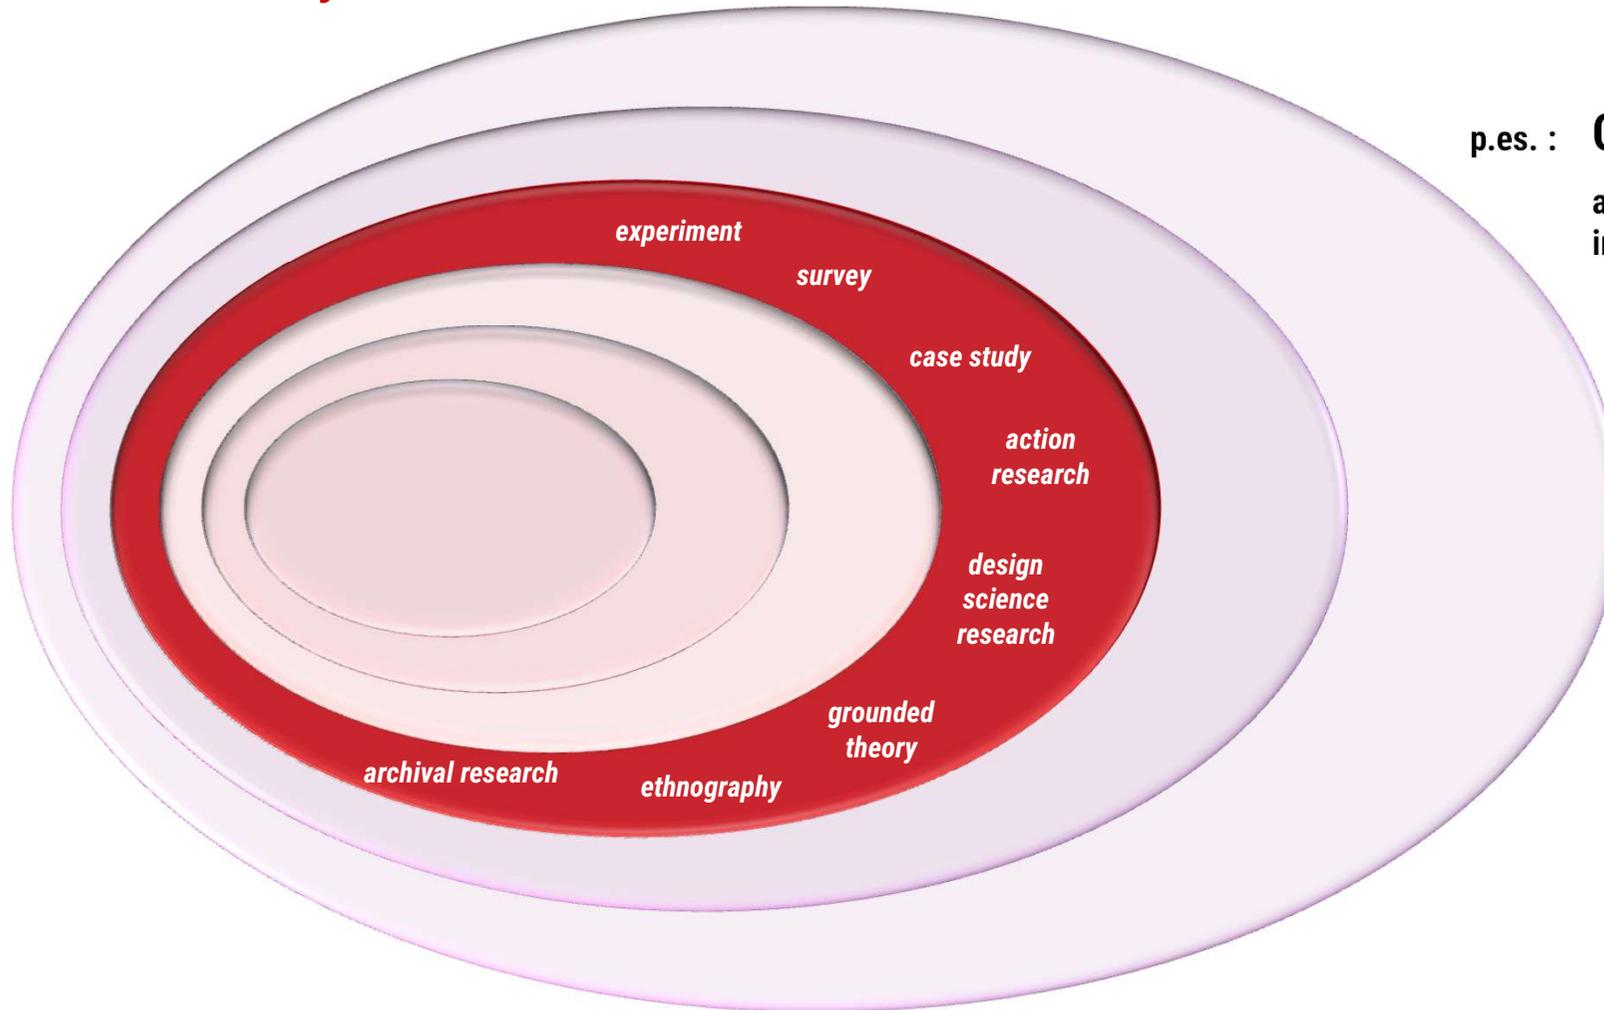 p.es. :
experiment
survey
case study
action
research
design
science
research
grounded
theory
archival research
ethnography